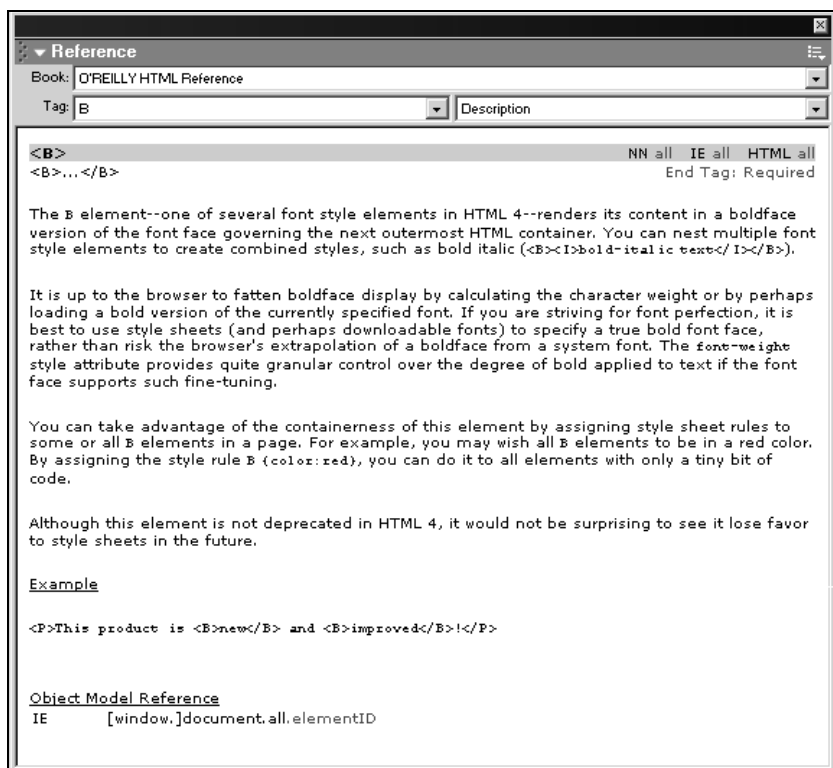 Reference
Book: O'REILLY HTML Reference
Tag: B Description
<B> NN all IE all HTML all
<B>...</B> End Tag: Required
The B element--one of several font style elements in HTML 4--renders its content in a boldface
version of the font face governing the next outermost HTML container. You can nest multiple font
style elements to create combined styles, such as bold italic (<B><I>bold-italic text</I></B>).
It is up to the browser to fatten boldface display by calculating the character weight or by perhaps
loading a bold version of the currently specified font. If you are striving for font perfection, it is
best to use style sheets (and perhaps downloadable fonts) to specify a true bold font face,
rather than risk the browser's extrapolation of a boldface from a system font. The font-weight
style attribute provides quite granular control over the degree of bold applied to text if the font
face supports such fine-tuning.
You can take advantage of the containerness of this element by assigning style sheet rules to
some or all B elements in a page. For example, you may wish all B elements to be in a red color.
By assigning the style rule B {color:red}, you can do it to all elements with only a tiny bit of
code.
Although this element is not deprecated in HTML 4, it would not be surprising to see it lose favor
to style sheets in the future.
Example
<P>This product is <B>new</B> and <B>improved</B>!</P>
Object Model Reference
IE [window.]document.all.elementID